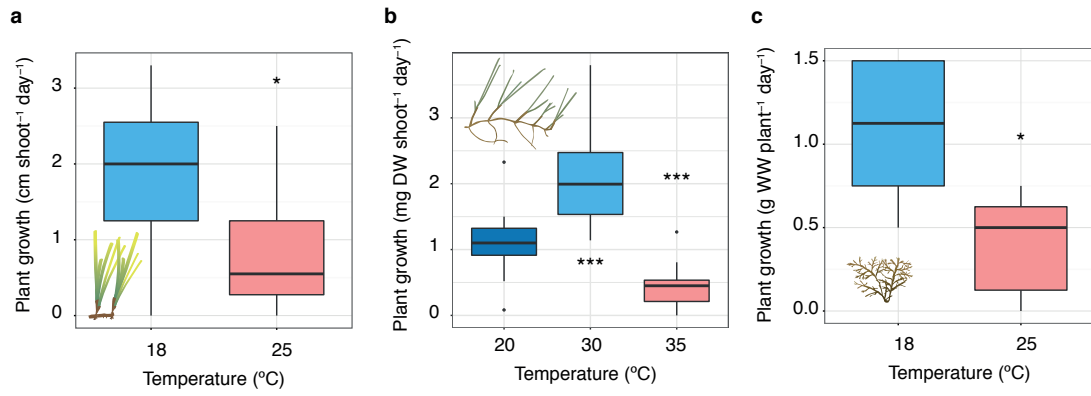 a
Plant growth (cm shoot⁻¹ day⁻¹)
3
2
1
0
*
18
25
Temperature (ºC)
b
Plant growth (mg DW shoot⁻¹ day⁻¹)
3
2
1
0
***
***
20
30
35
Temperature (ºC)
c
Plant growth (g WW plant⁻¹ day⁻¹)
1.5
1.0
0.5
0.0
*
18
25
Temperature (ºC)